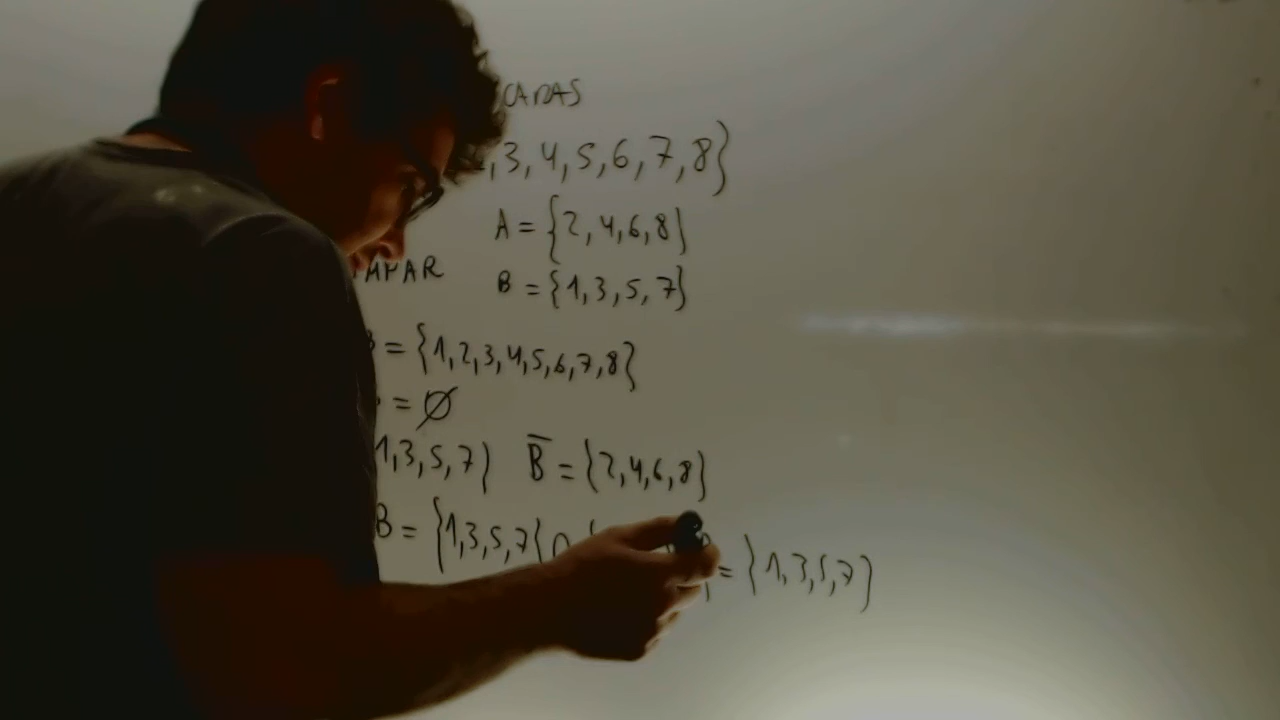 CADAS
,3,4,5,6,7,8}
A = {2,4,6,8}
ÍMPAR B = {1,3,5,7}
B = {1,2,3,4,5,6,7,8}
= ∅
1,3,5,7} B̅ = {2,4,6,8}
B = {1,3,5,7{ ∩ { } = {1,3,5,7}